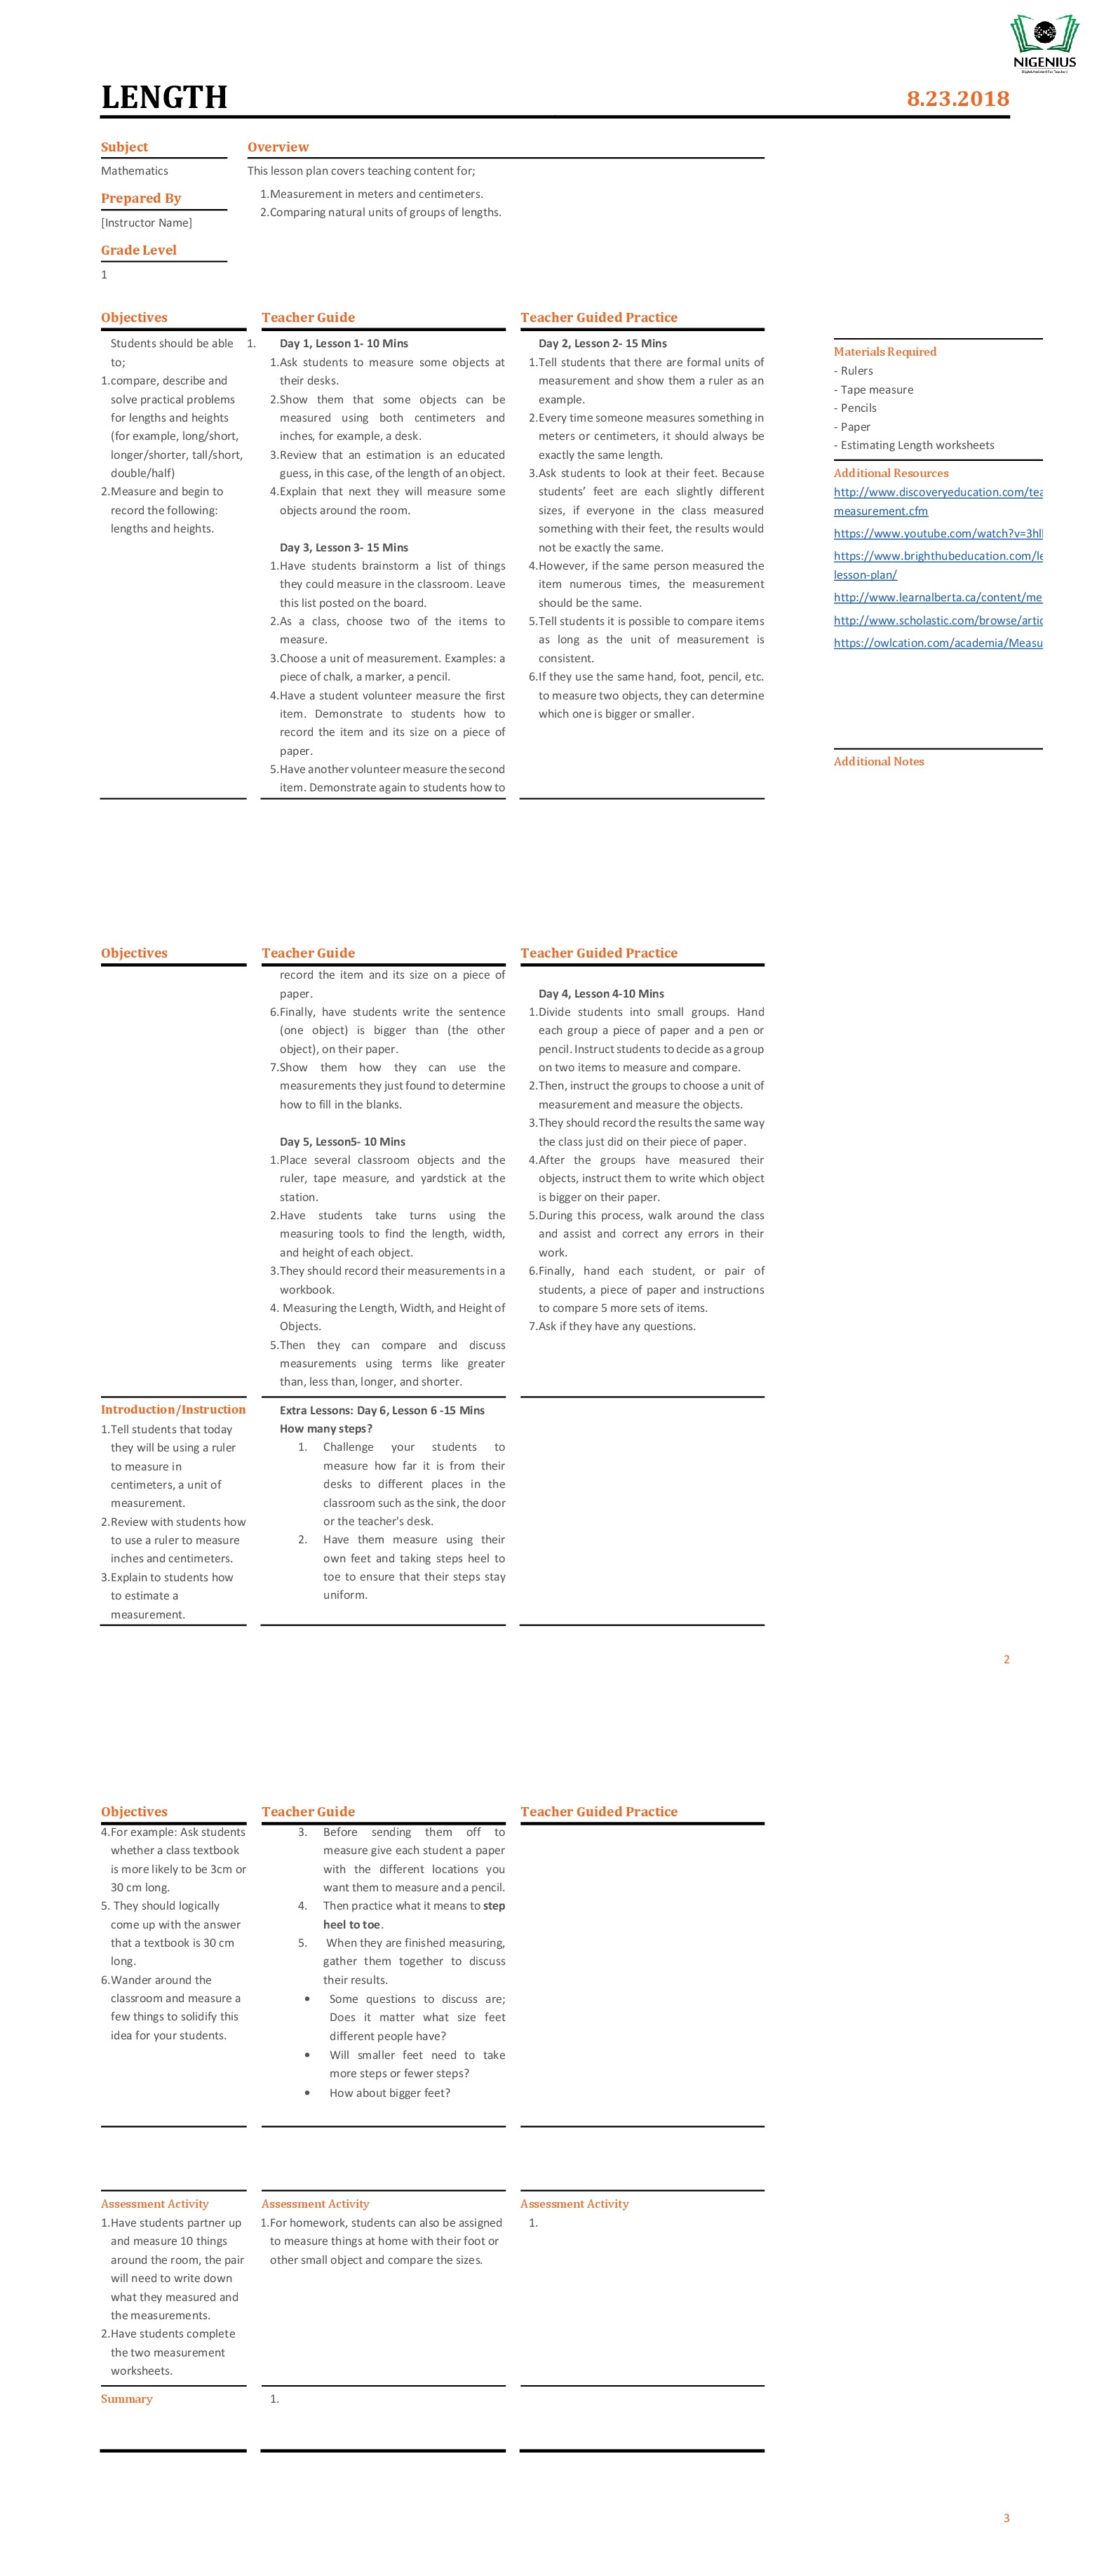 NIGENIUS
LENGTH
8.23.2018
Subject
Mathematics
Prepared By
[Instructor Name]
Grade Level
1
Overview
This lesson plan covers teaching content for;
1.Measurement in meters and centimeters.
2.Comparing natural units of groups of lengths.
Objectives
Students should be able
to;
1.compare, describe and
solve practical problems
for lengths and heights
(for example, long/short,
longer/shorter, tall/short,
double/half)
2.Measure and begin to
record the following:
lengths and heights.
Teacher Guide
1.
Day 1, Lesson 1- 10 Mins
1.Ask students to measure some objects at
their desks.
2.Show them that some objects can be
measured using both centimeters and
inches, for example, a desk.
3.Review that an estimation is an educated
guess, in this case, of the length of an object.
4.Explain that next they will measure some
objects around the room.
Day 3, Lesson 3- 15 Mins
1.Have students brainstorm a list of things
they could measure in the classroom. Leave
this list posted on the board.
2.As a class, choose two of the items to
measure.
3.Choose a unit of measurement. Examples: a
piece of chalk, a marker, a pencil.
4.Have a student volunteer measure the first
item. Demonstrate to students how to
record the item and its size on a piece of
paper.
5.Have another volunteer measure the second
item. Demonstrate again to students how to
Teacher Guided Practice
Day 2, Lesson 2- 15 Mins
1.Tell students that there are formal units of
measurement and show them a ruler as an
example.
2.Every time someone measures something in
meters or centimeters, it should always be
exactly the same length.
3.Ask students to look at their feet. Because
students' feet are each slightly different
sizes, if everyone in the class measured
something with their feet, the results would
not be exactly the same.
4.However, if the same person measured the
item numerous times, the measurement
should be the same.
5.Tell students it is possible to compare items
as long as the unit of measurement is
consistent.
6.If they use the same hand, foot, pencil, etc.
to measure two objects, they can determine
which one is bigger or smaller.
Materials Required
- Rulers
- Tape measure
- Pencils
- Paper
- Estimating Length worksheets
Additional Resources
http://www.discoveryeducation.com/tea
measurement.cfm
https://www.youtube.com/watch?v=3hl
https://www.brighthubeducation.com/le
lesson-plan/
http://www.learnalberta.ca/content/me
http://www.scholastic.com/browse/artic
https://owlcation.com/academia/Measu
Additional Notes
Objectives
Teacher Guide
record the item and its size on a piece of
paper.
6.Finally, have students write the sentence
(one object) is bigger than (the other
object), on their paper.
7.Show them how they can use the
measurements they just found to determine
how to fill in the blanks.
Day 5, Lesson5- 10 Mins
1.Place several classroom objects and the
ruler, tape measure, and yardstick at the
station.
2.Have students take turns using the
measuring tools to find the length, width,
and height of each object.
3.They should record their measurements in a
workbook.
4. Measuring the Length, Width, and Height of
Objects.
5.Then they can compare and discuss
measurements using terms like greater
than, less than, longer, and shorter.
Teacher Guided Practice
Day 4, Lesson 4-10 Mins
1.Divide students into small groups. Hand
each group a piece of paper and a pen or
pencil. Instruct students to decide as a group
on two items to measure and compare.
2.Then, instruct the groups to choose a unit of
measurement and measure the objects.
3.They should record the results the same way
the class just did on their piece of paper.
4.After the groups have measured their
objects, instruct them to write which object
is bigger on their paper.
5.During this process, walk around the class
and assist and correct any errors in their
work.
6.Finally, hand each student, or pair of
students, a piece of paper and instructions
to compare 5 more sets of items.
7.Ask if they have any questions.
Introduction/Instruction
1.Tell students that today
they will be using a ruler
to measure in
centimeters, a unit of
measurement.
2.Review with students how
to use a ruler to measure
inches and centimeters.
3.Explain to students how
to estimate a
measurement.
Extra Lessons: Day 6, Lesson 6 -15 Mins
How many steps?
1. Challenge your students to
measure how far it is from their
desks to different places in the
classroom such as the sink, the door
or the teacher's desk.
2. Have them measure using their
own feet and taking steps heel to
toe to ensure that their steps stay
uniform.
2
Objectives
4.For example: Ask students
whether a class textbook
is more likely to be 3cm or
30 cm long.
5. They should logically
come up with the answer
that a textbook is 30 cm
long.
6.Wander around the
classroom and measure a
few things to solidify this
idea for your students.
Teacher Guide
3. Before sending them off to
measure give each student a paper
with the different locations you
want them to measure and a pencil.
4. Then practice what it means to step
heel to toe.
5. When they are finished measuring,
gather them together to discuss
their results.
• Some questions to discuss are;
Does it matter what size feet
different people have?
• Will smaller feet need to take
more steps or fewer steps?
• How about bigger feet?
Teacher Guided Practice
Assessment Activity
1.Have students partner up
and measure 10 things
around the room, the pair
will need to write down
what they measured and
the measurements.
2.Have students complete
the two measurement
worksheets.
Assessment Activity
1.For homework, students can also be assigned
to measure things at home with their foot or
other small object and compare the sizes.
Assessment Activity
1.
Summary
1.
3